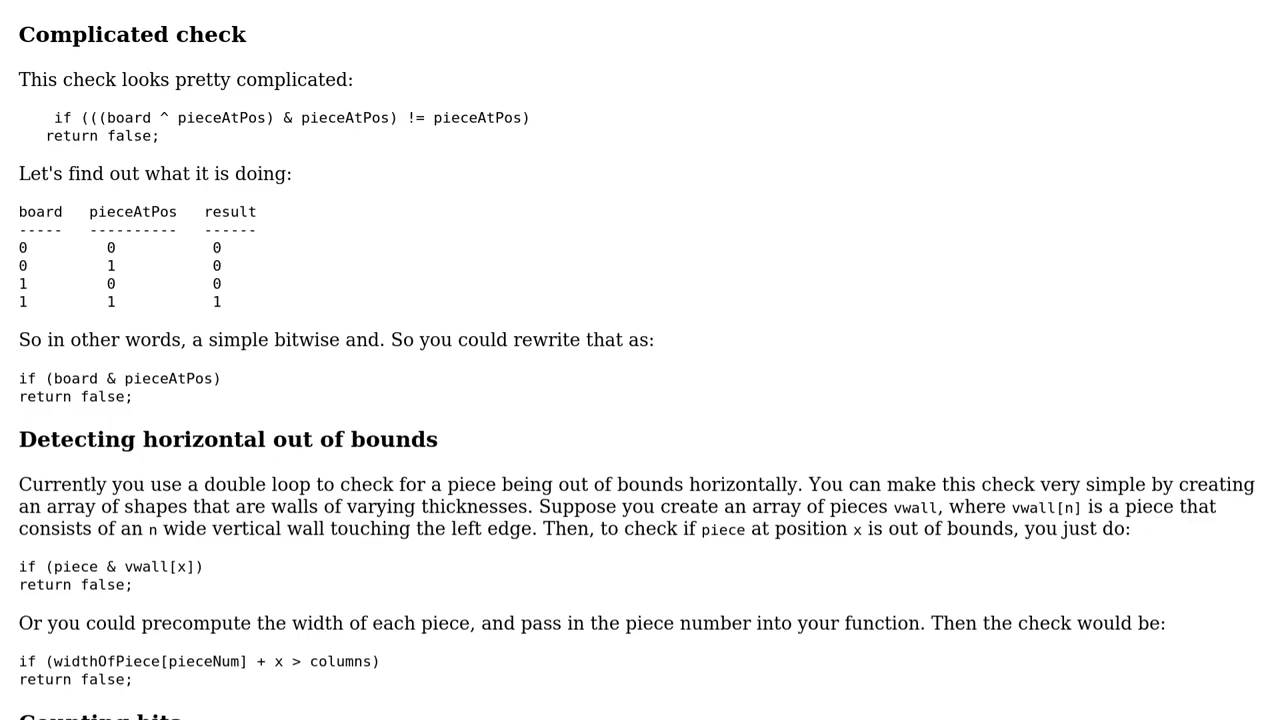 Complicated check
This check looks pretty complicated:
if (((board ^ pieceAtPos) & pieceAtPos) != pieceAtPos)
return false;
Let's find out what it is doing:
board   pieceAtPos   result
-----   ----------   ------
0         0           0
0         1           0
1         0           0
1         1           1
So in other words, a simple bitwise and. So you could rewrite that as:
if (board & pieceAtPos)
return false;
Detecting horizontal out of bounds
Currently you use a double loop to check for a piece being out of bounds horizontally. You can make this check very simple by creating
an array of shapes that are walls of varying thicknesses. Suppose you create an array of pieces vwall, where vwall[n] is a piece that
consists of an n wide vertical wall touching the left edge. Then, to check if piece at position x is out of bounds, you just do:
if (piece & vwall[x])
return false;
Or you could precompute the width of each piece, and pass in the piece number into your function. Then the check would be:
if (widthOfPiece[pieceNum] + x > columns)
return false;
Counting bits